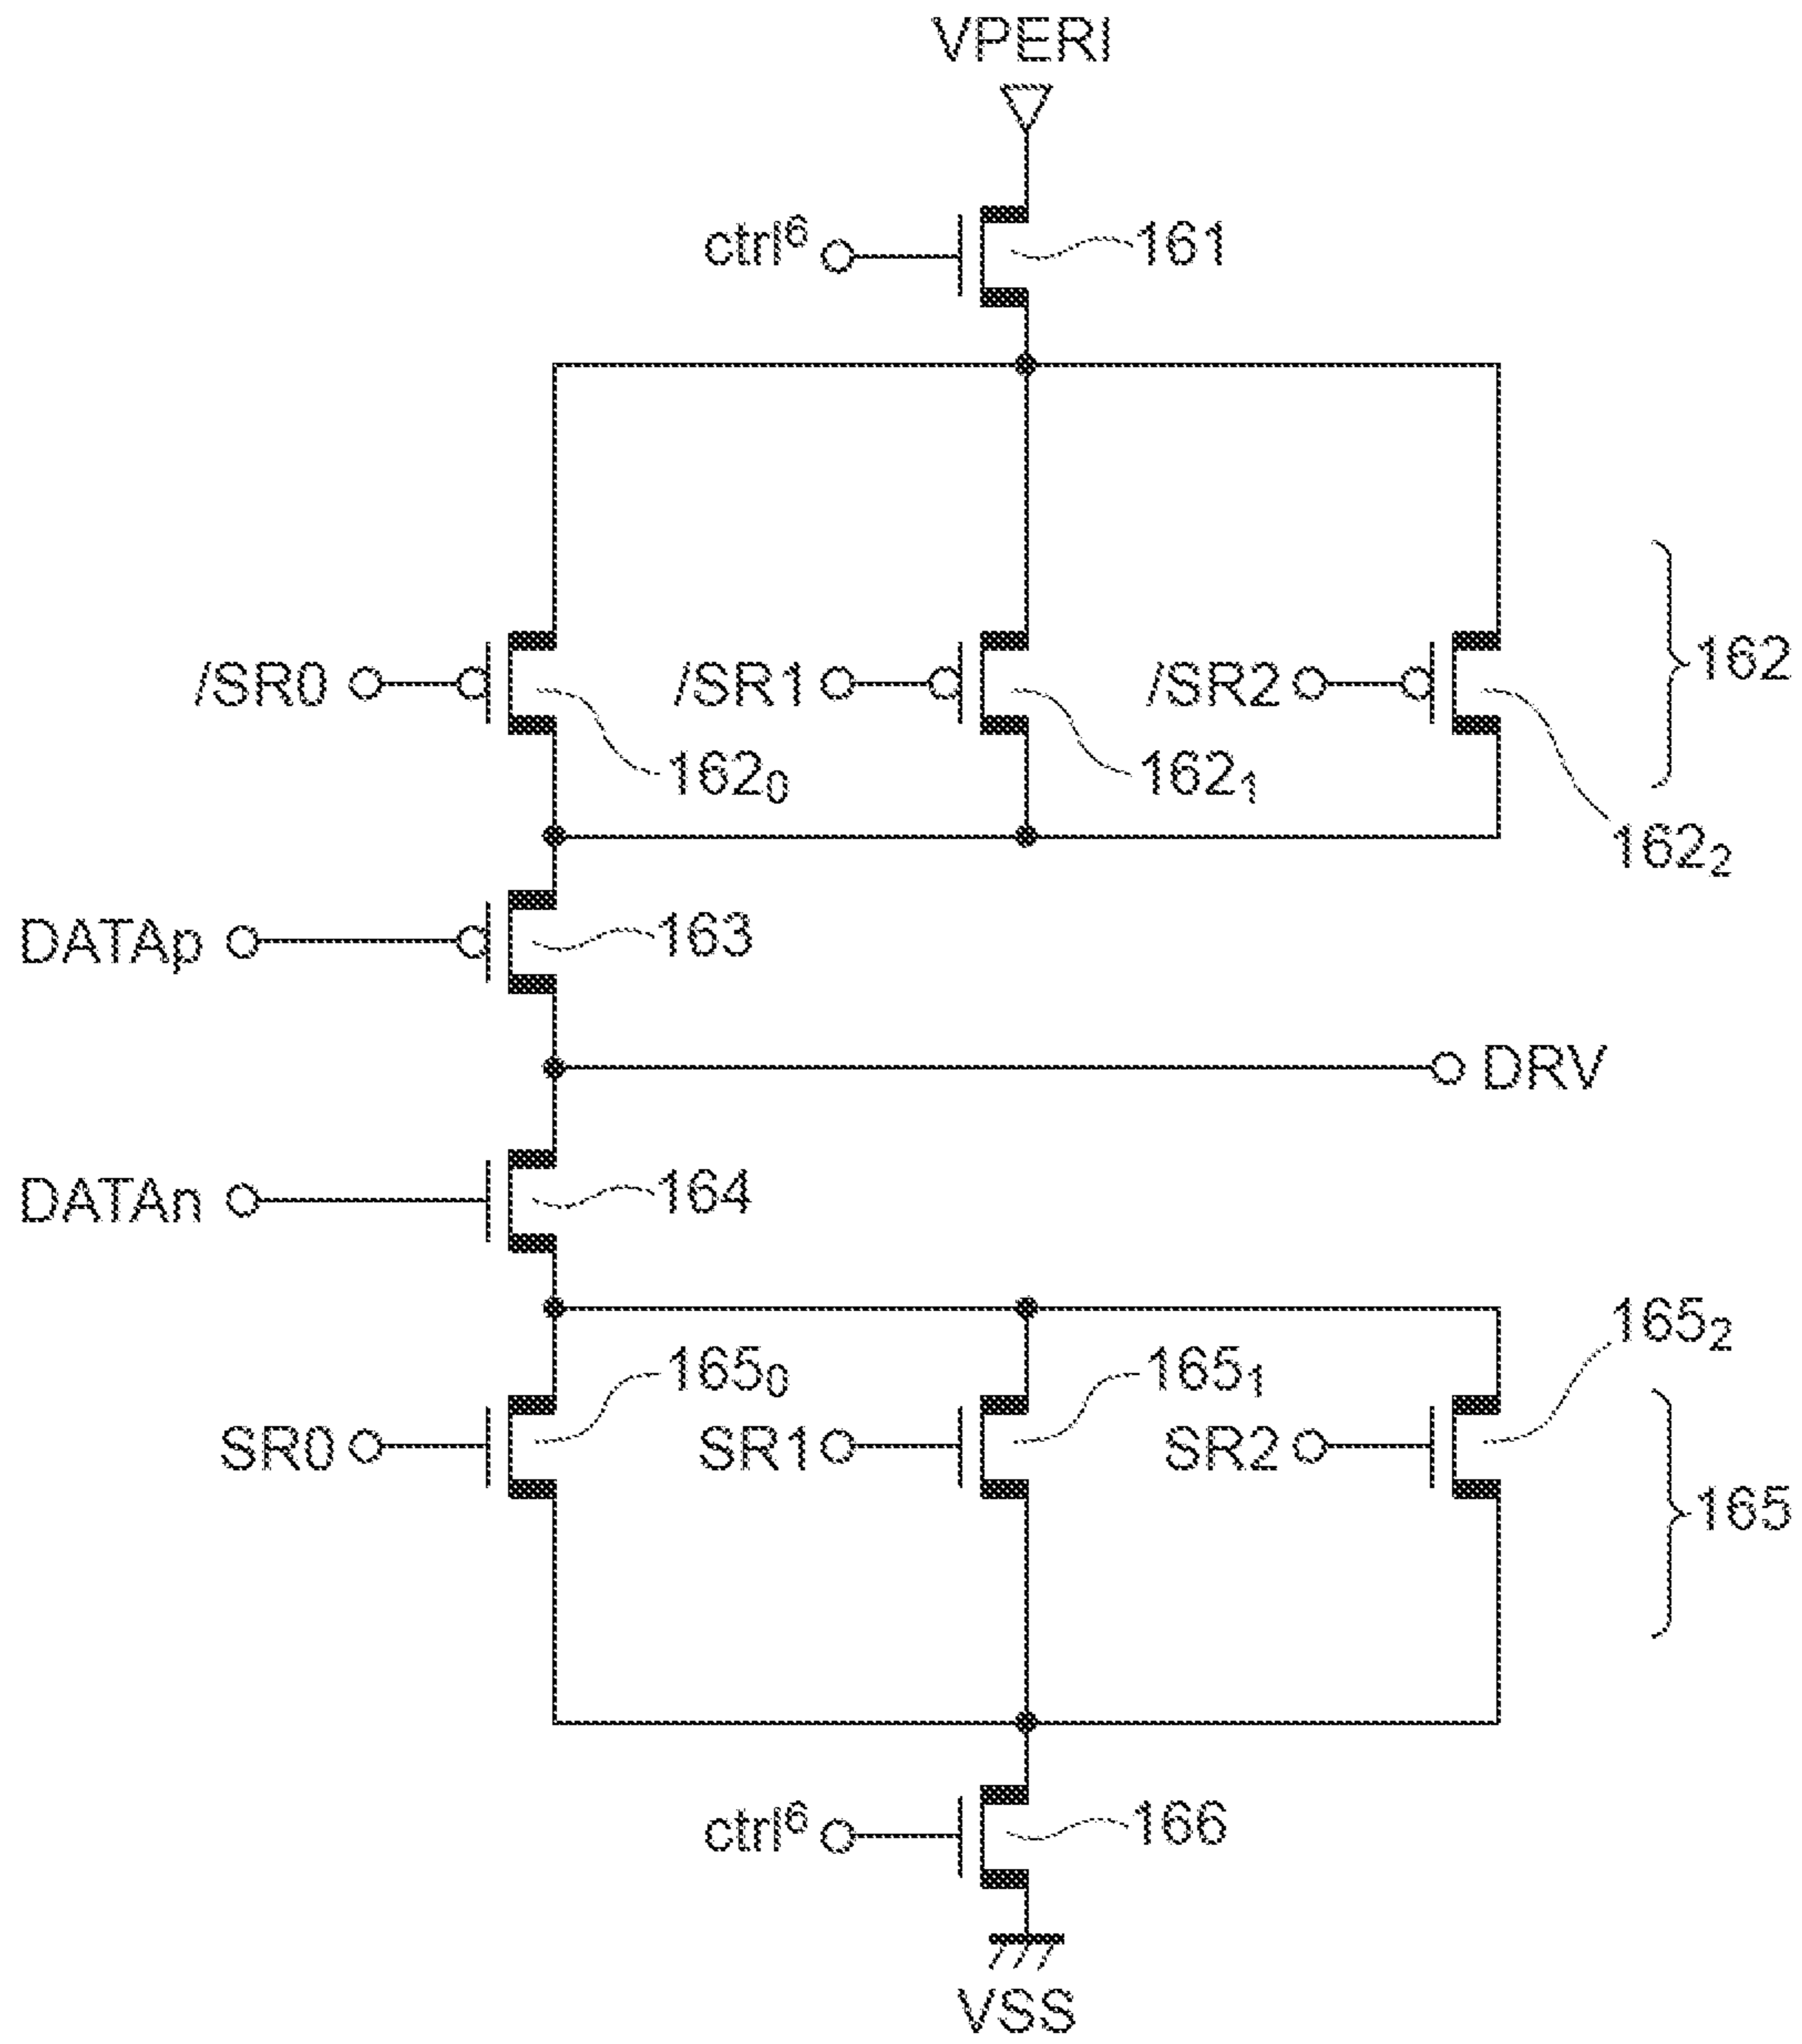 VPERI
ctrl6 161
/SR0 /SR1 /SR2 162
1620 1621
1622
DATAp 163
DRV
DATAn 164
1652
1650 1651
SR0 SR1 SR2
165
ctrl6 166
VSS